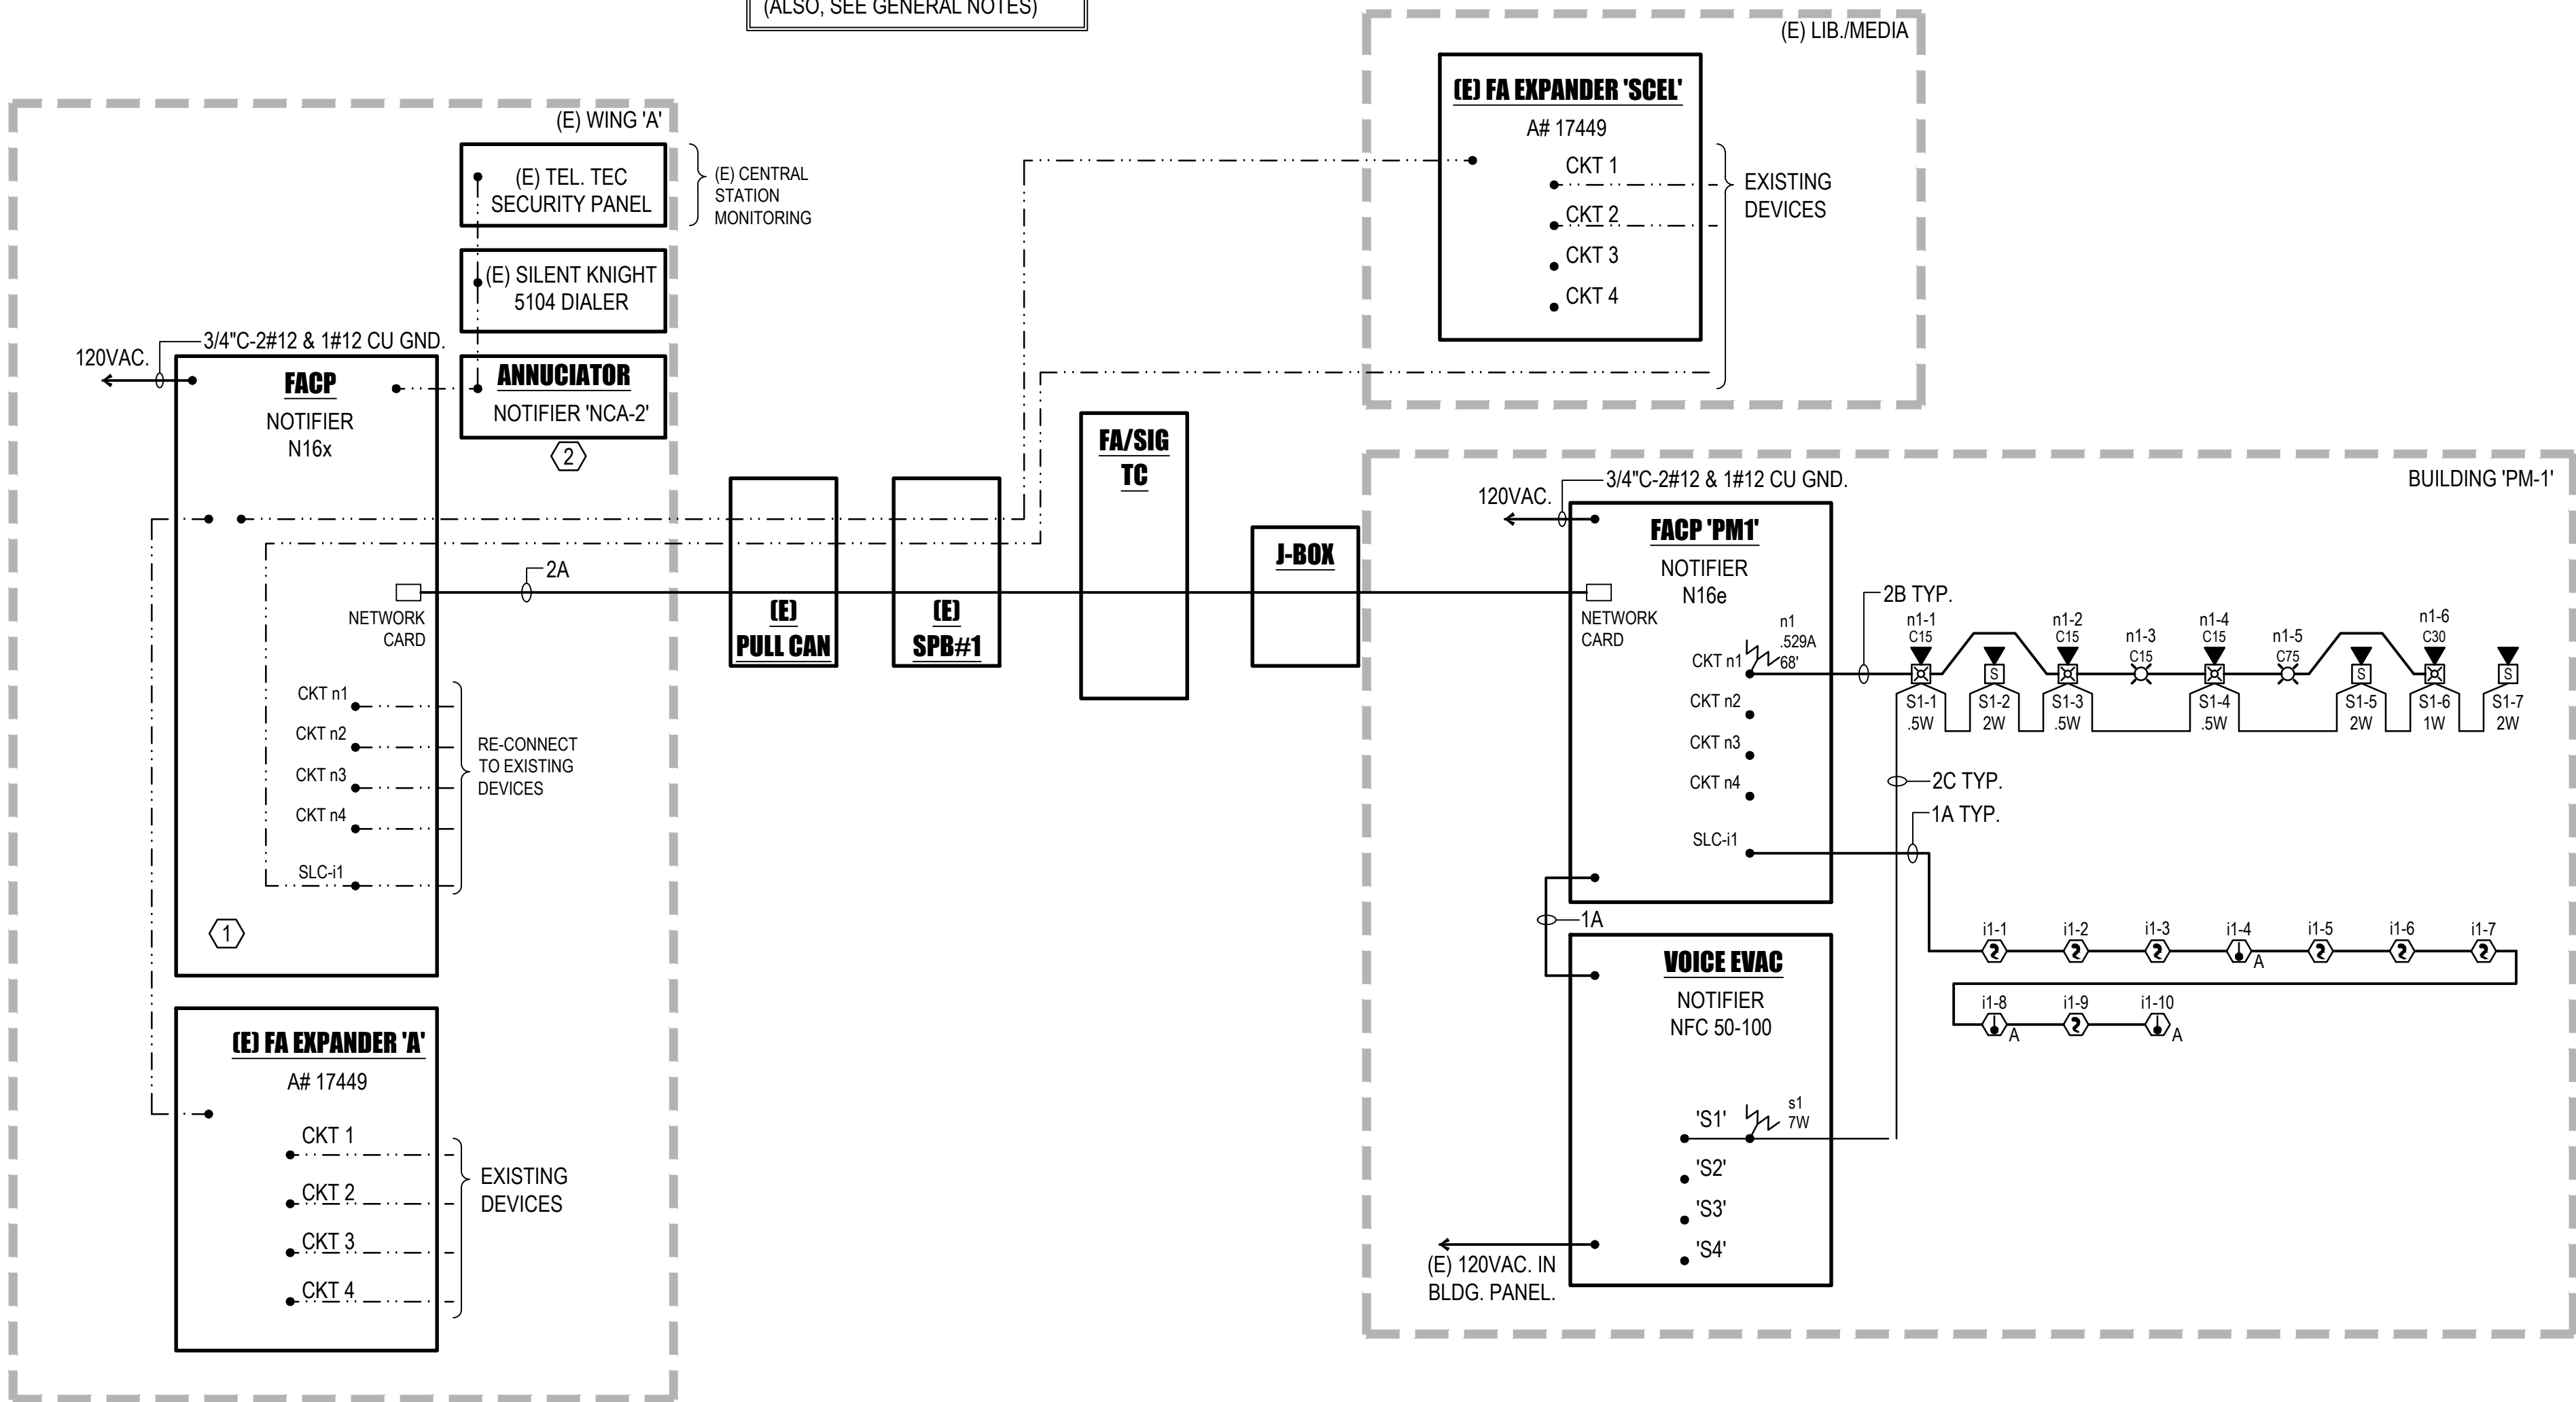 (ALSO, SEE GENERAL NOTES)
(E) WING 'A'
(E) TEL. TEC
SECURITY PANEL
(E) CENTRAL
STATION
MONITORING
(E) SILENT KNIGHT
5104 DIALER
3/4"C-2#12 & 1#12 CU GND.
120VAC.
FACP
NOTIFIER
N16x
ANNUCIATOR
NOTIFIER 'NCA-2'
2
2A
NETWORK
CARD
CKT n1
CKT n2
CKT n3
CKT n4
SLC-i1
RE-CONNECT
TO EXISTING
DEVICES
1
(E) FA EXPANDER 'A'
A# 17449
CKT 1
CKT 2
CKT 3
CKT 4
EXISTING
DEVICES
(E)
PULL CAN
(E)
SPB#1
FA/SIG
TC
J-BOX
(E) LIB./MEDIA
(E) FA EXPANDER 'SCEL'
A# 17449
CKT 1
CKT 2
CKT 3
CKT 4
EXISTING
DEVICES
BUILDING 'PM-1'
3/4"C-2#12 & 1#12 CU GND.
120VAC.
FACP 'PM1'
NOTIFIER
N16e
NETWORK
CARD
n1
.529A
68'
CKT n1
CKT n2
CKT n3
CKT n4
SLC-i1
2B TYP.
n1-1
C15
n1-2
C15
n1-3
C15
n1-4
C15
n1-5
C75
n1-6
C30
S
S
S
S1-1
.5W
S1-2
2W
S1-3
.5W
S1-4
.5W
S1-5
2W
S1-6
1W
S1-7
2W
2C TYP.
1A TYP.
1A
i1-1
i1-2
i1-3
i1-4
A
i1-5
i1-6
i1-7
i1-8
A
i1-9
i1-10
A
VOICE EVAC
NOTIFIER
NFC 50-100
'S1'
s1
7W
'S2'
'S3'
'S4'
(E) 120VAC. IN
BLDG. PANEL.